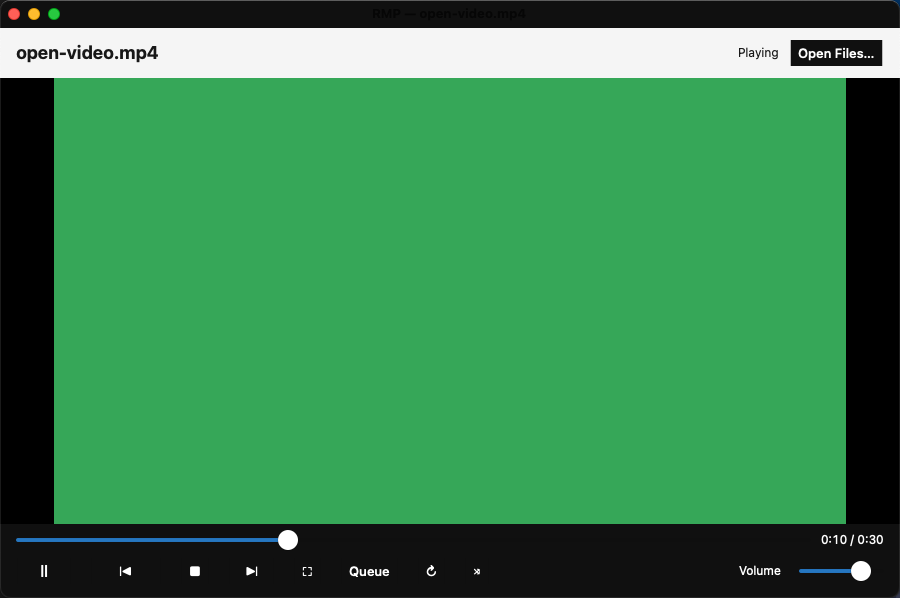 RMP — open-video.mp4
open-video.mp4
Playing
Open Files...
0:10 / 0:30
Queue
Volume